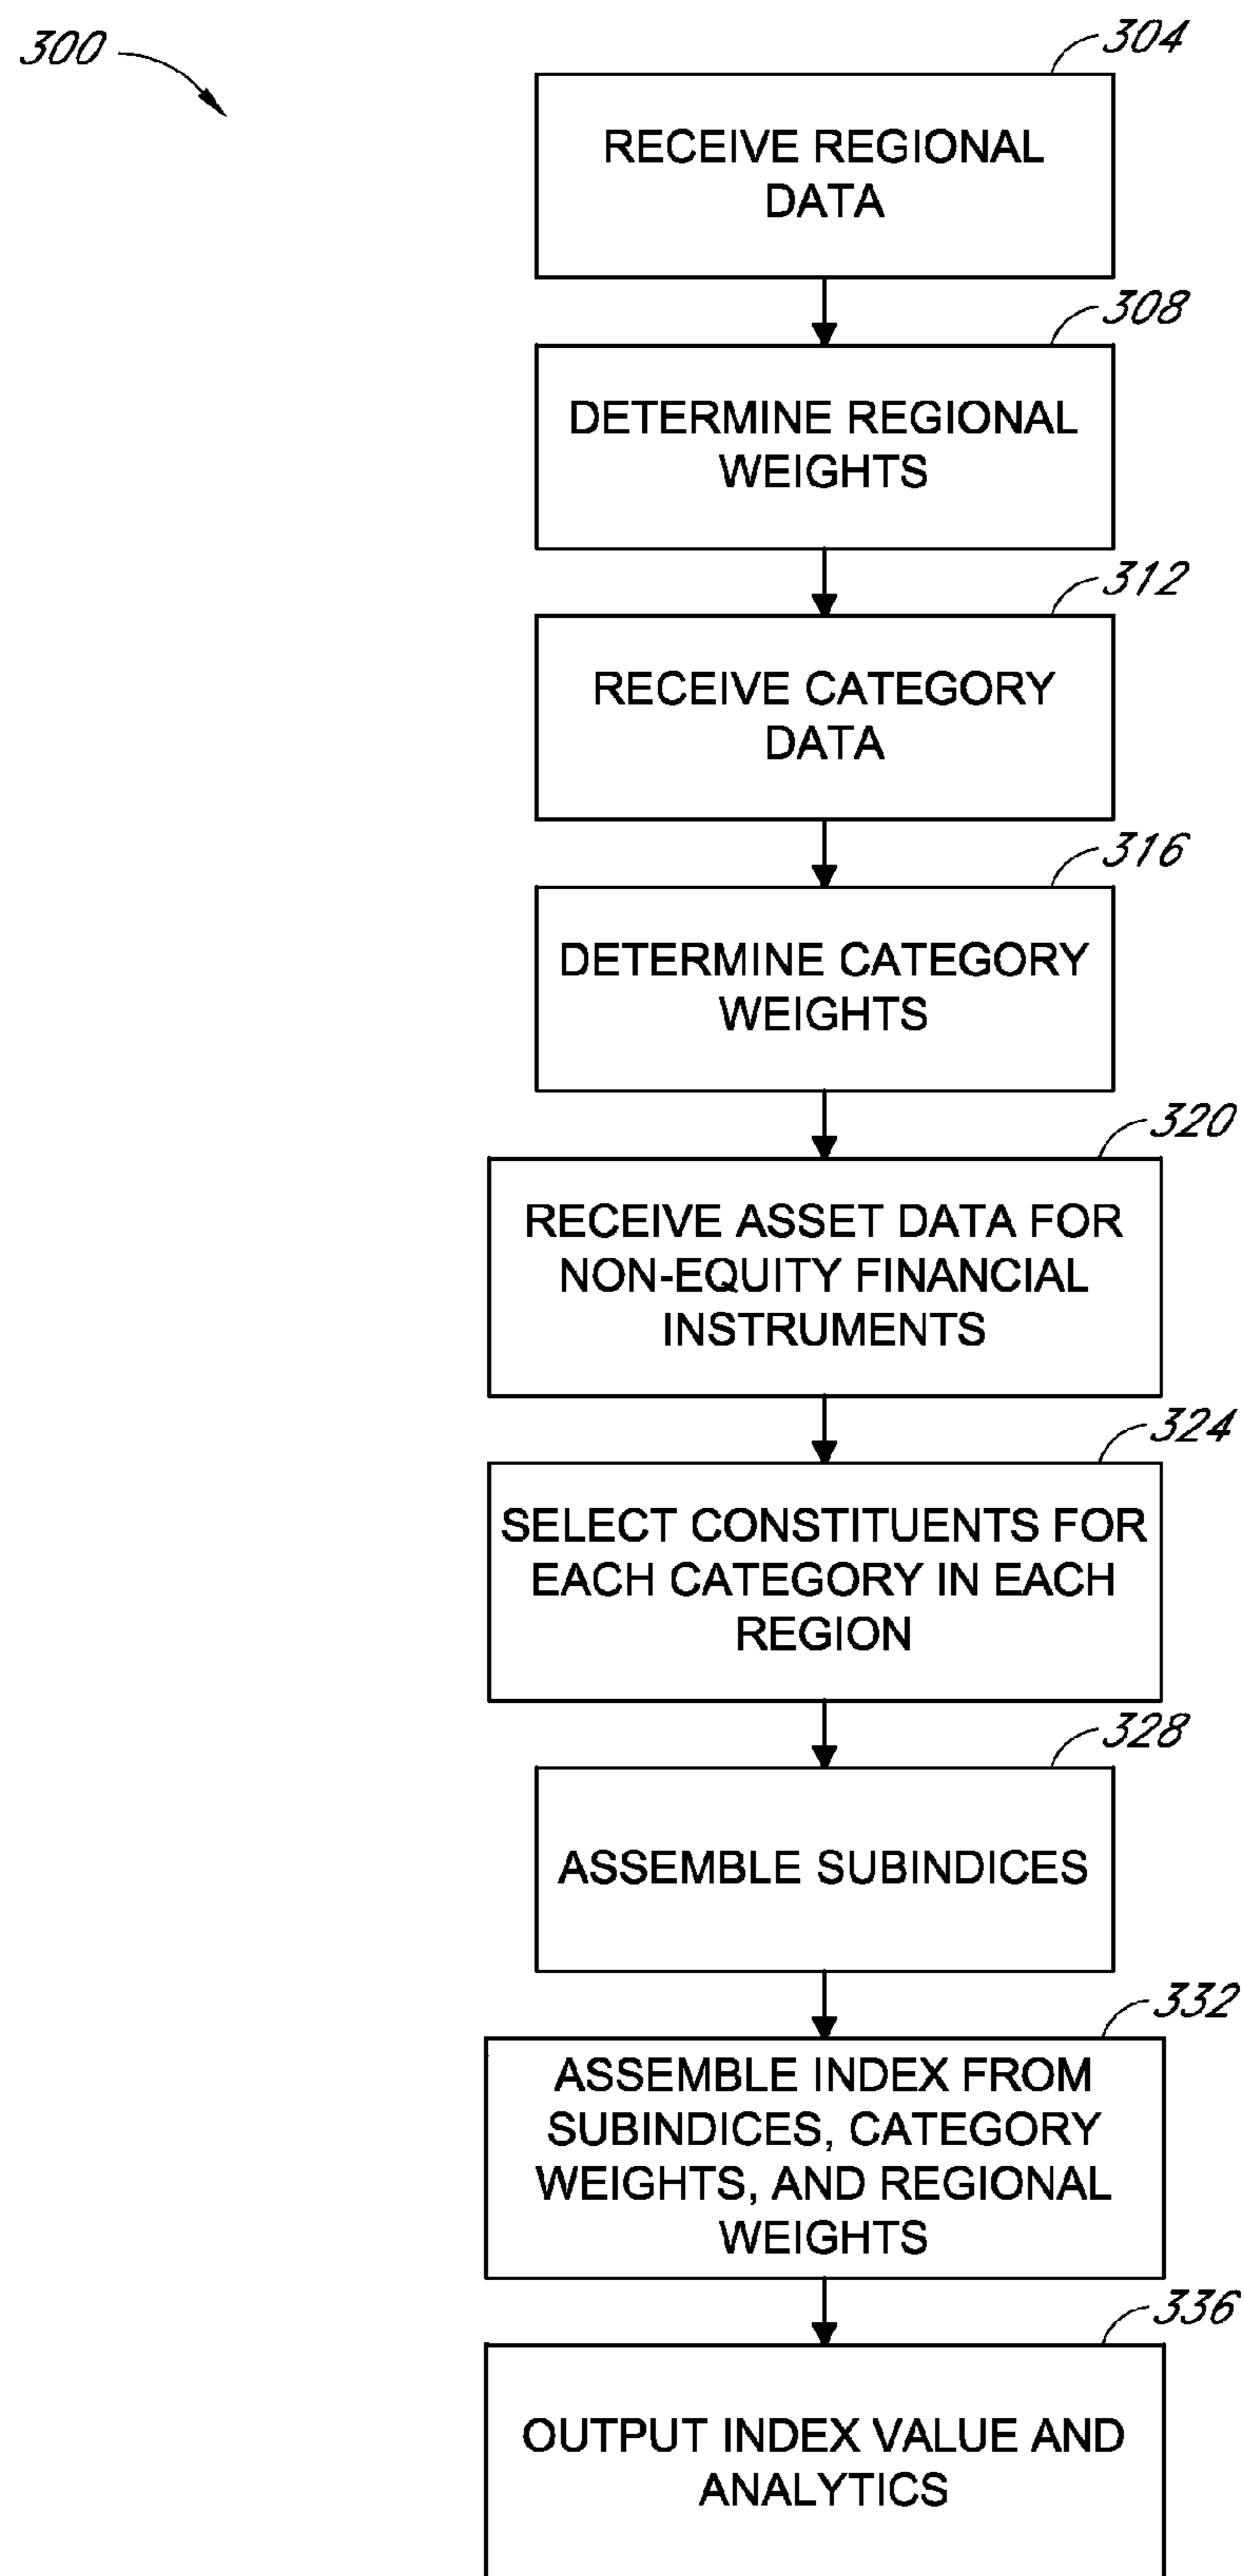 300
304
RECEIVE REGIONAL
DATA
308
DETERMINE REGIONAL
WEIGHTS
312
RECEIVE CATEGORY
DATA
316
DETERMINE CATEGORY
WEIGHTS
320
RECEIVE ASSET DATA FOR
NON-EQUITY FINANCIAL
INSTRUMENTS
324
SELECT CONSTITUENTS FOR
EACH CATEGORY IN EACH
REGION
328
ASSEMBLE SUBINDICES
332
ASSEMBLE INDEX FROM
SUBINDICES, CATEGORY
WEIGHTS, AND REGIONAL
WEIGHTS
336
OUTPUT INDEX VALUE AND
ANALYTICS